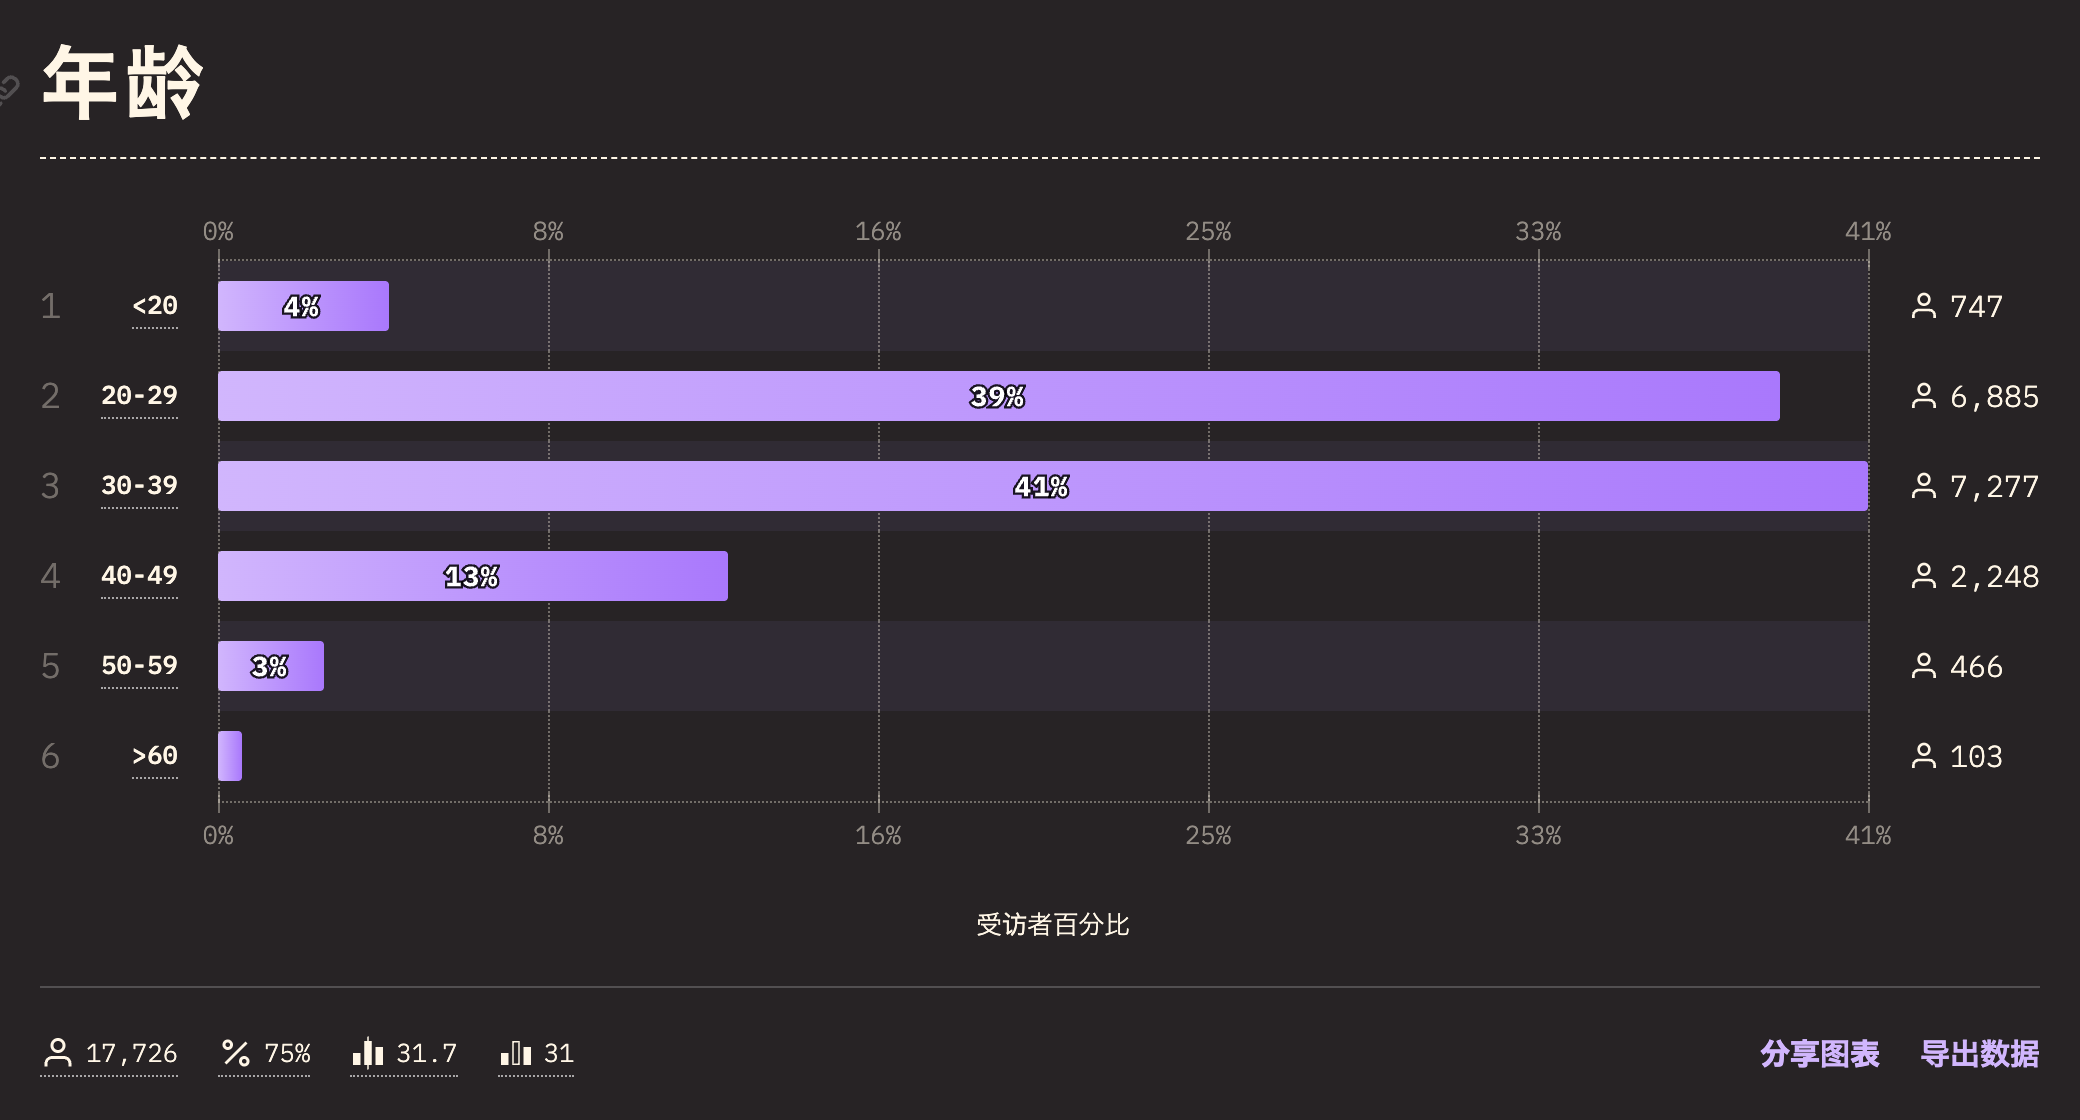 年龄
0% 8% 16% 25% 33% 41%
1 <20 4% 747
2 20-29 39% 6,885
3 30-39 41% 7,277
4 40-49 13% 2,248
5 50-59 3% 466
6 >60 103
0% 8% 16% 25% 33% 41%
受访者百分比
17,726 75% 31.7 31 分享图表 导出数据